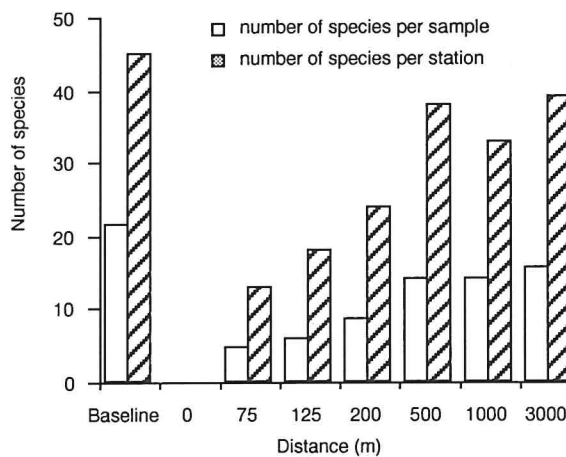 50
40
30
20
10
0
Number of species
number of species per sample
number of species per station
Baseline 0 75 125 200 500 1000 3000
Distance (m)